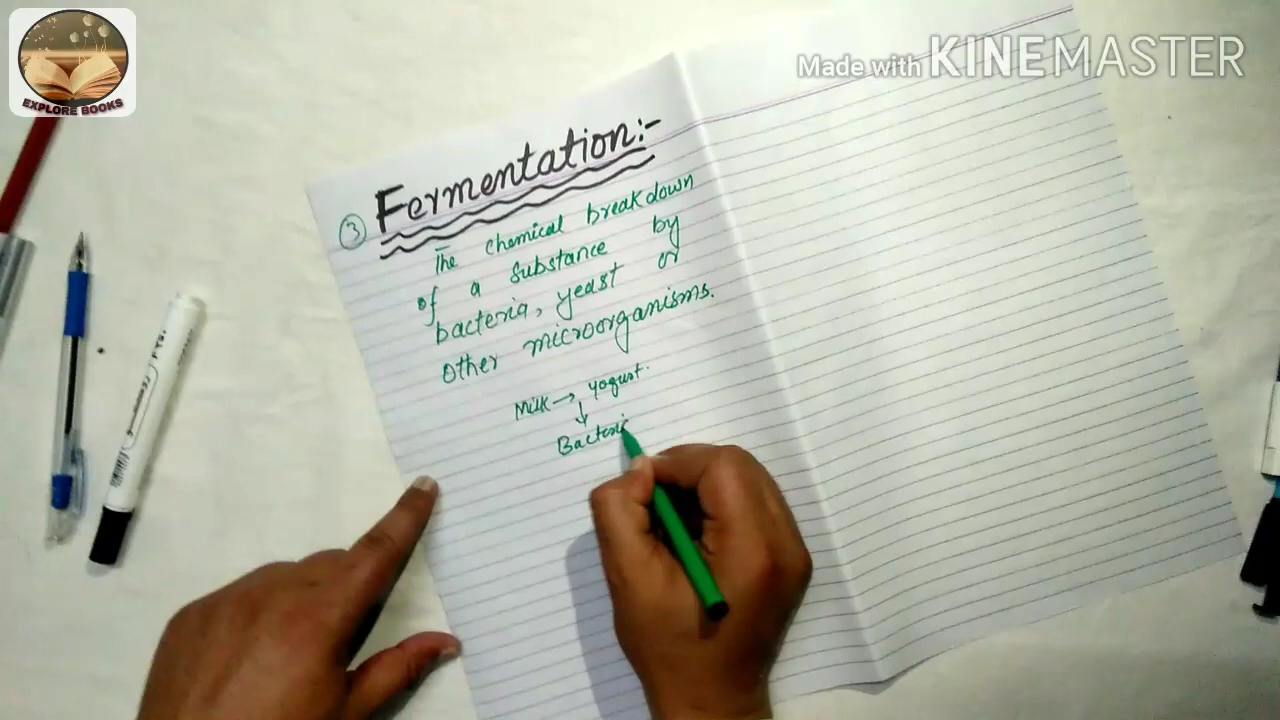 EXPLORE BOOKS
Made with KINEMASTER
Fermentation:-
③ The chemical breakdown
of a substance by
bacteria, yeast or
other microorganisms.
Milk → yogust.
↓
Bacteri